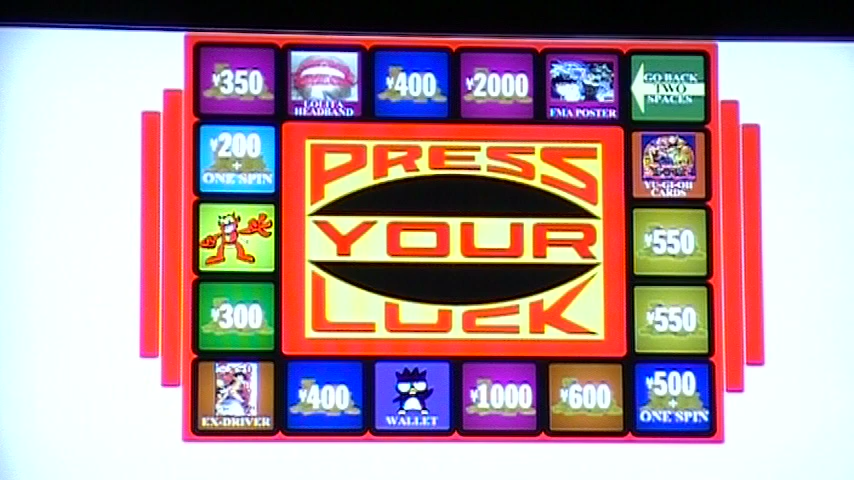 ¥350
LOLITA
HEADBAND
¥400
¥2000
FMA POSTER
GO BACK
TWO
SPACES
¥200
+
ONE SPIN
YU-GI-OH
CARDS
PRESS
YOUR
LUCK
¥550
¥300
¥550
EX-DRIVER
¥400
WALLET
¥1000
¥600
¥500
+
ONE SPIN